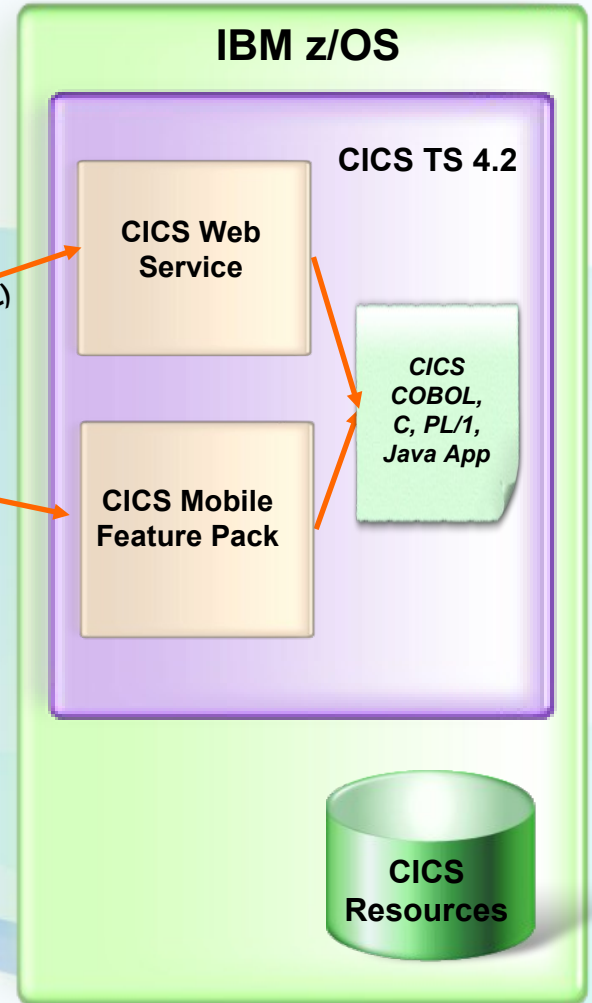 IBM z/OS
CICS TS 4.2
CICS Web
Service
)
CICS
COBOL,
C, PL/1,
Java App
CICS Mobile
Feature Pack
CICS
Resources